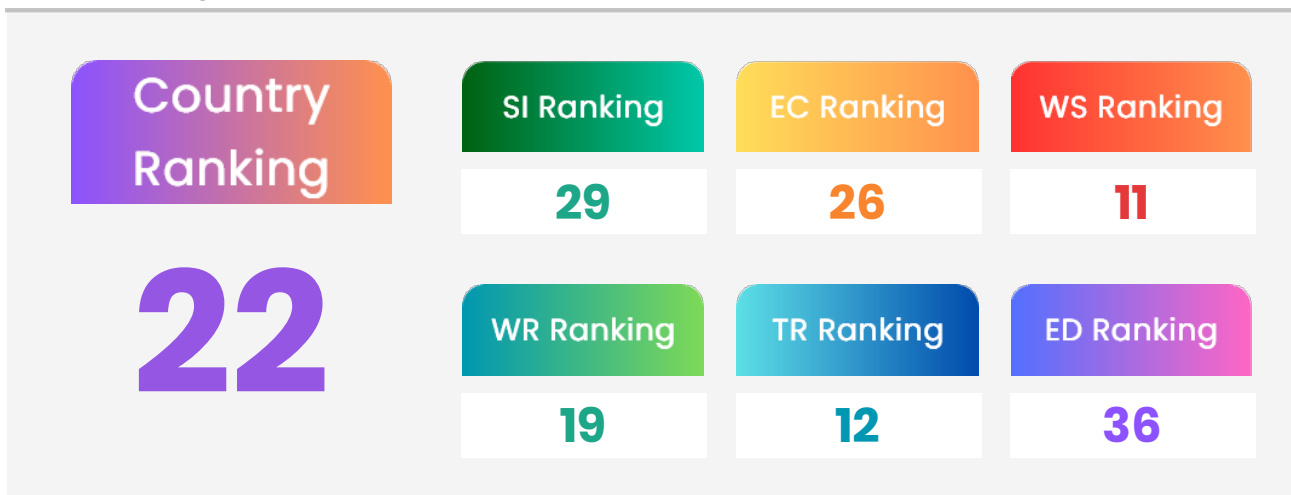 Country
Ranking
22
SI Ranking
29
EC Ranking
26
WS Ranking
11
WR Ranking
19
TR Ranking
12
ED Ranking
36